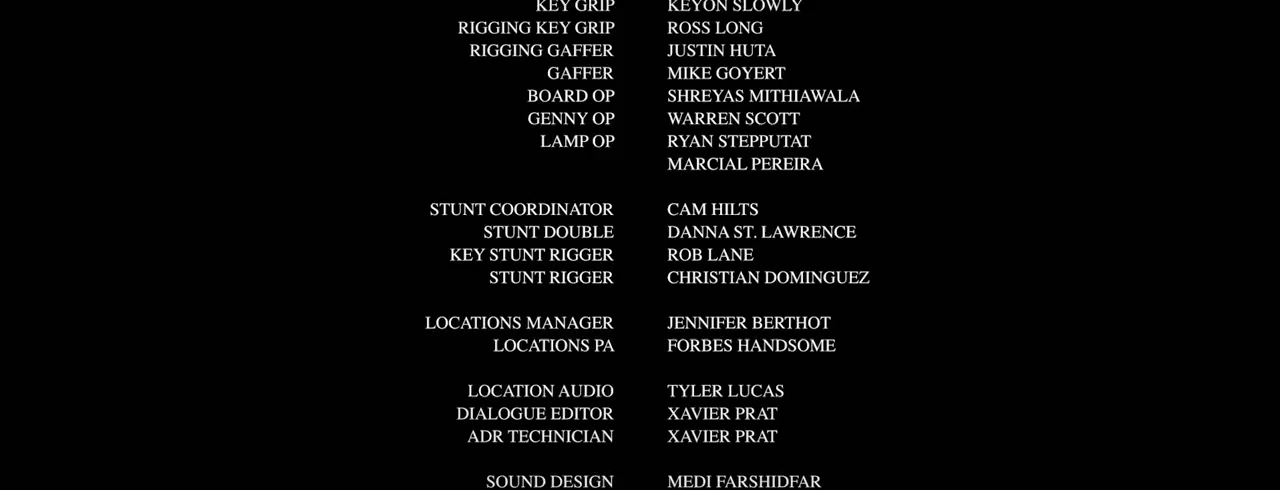 KEY GRIP KEYON SLOWLY
RIGGING KEY GRIP ROSS LONG
RIGGING GAFFER JUSTIN HUTA
GAFFER MIKE GOYERT
BOARD OP SHREYAS MITHIAWALA
GENNY OP WARREN SCOTT
LAMP OP RYAN STEPPUTAT
MARCIAL PEREIRA
STUNT COORDINATOR CAM HILTS
STUNT DOUBLE DANNA ST. LAWRENCE
KEY STUNT RIGGER ROB LANE
STUNT RIGGER CHRISTIAN DOMINGUEZ
LOCATIONS MANAGER JENNIFER BERTHOT
LOCATIONS PA FORBES HANDSOME
LOCATION AUDIO TYLER LUCAS
DIALOGUE EDITOR XAVIER PRAT
ADR TECHNICIAN XAVIER PRAT
SOUND DESIGN MEDI FARSHIDFAR